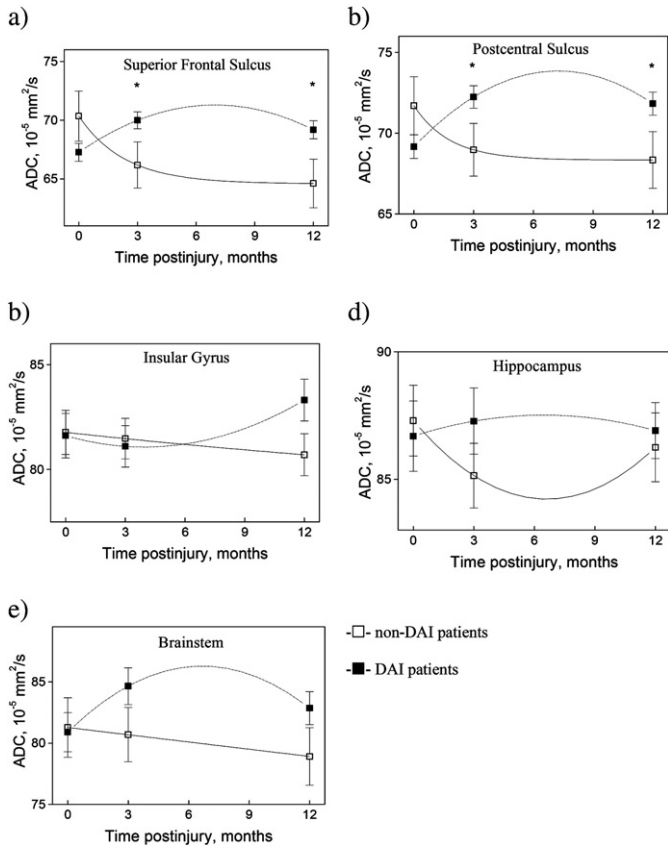 a)
Superior Frontal Sulcus
*
*
70
65
ADC, 10⁻⁵ mm²/s
0 3 6 9 12
Time postinjury, months
b)
Postcentral Sulcus
*
*
75
70
65
ADC, 10⁻⁵ mm²/s
0 3 6 9 12
Time postinjury, months
b)
Insular Gyrus
85
80
ADC, 10⁻⁵ mm²/s
0 3 6 9 12
Time postinjury, months
d)
Hippocampus
90
85
ADC, 10⁻⁵ mm²/s
0 3 6 9 12
Time postinjury, months
e)
Brainstem
85
80
75
ADC, 10⁻⁵ mm²/s
0 3 6 9 12
Time postinjury, months
-□- non-DAI patients
-■- DAI patients